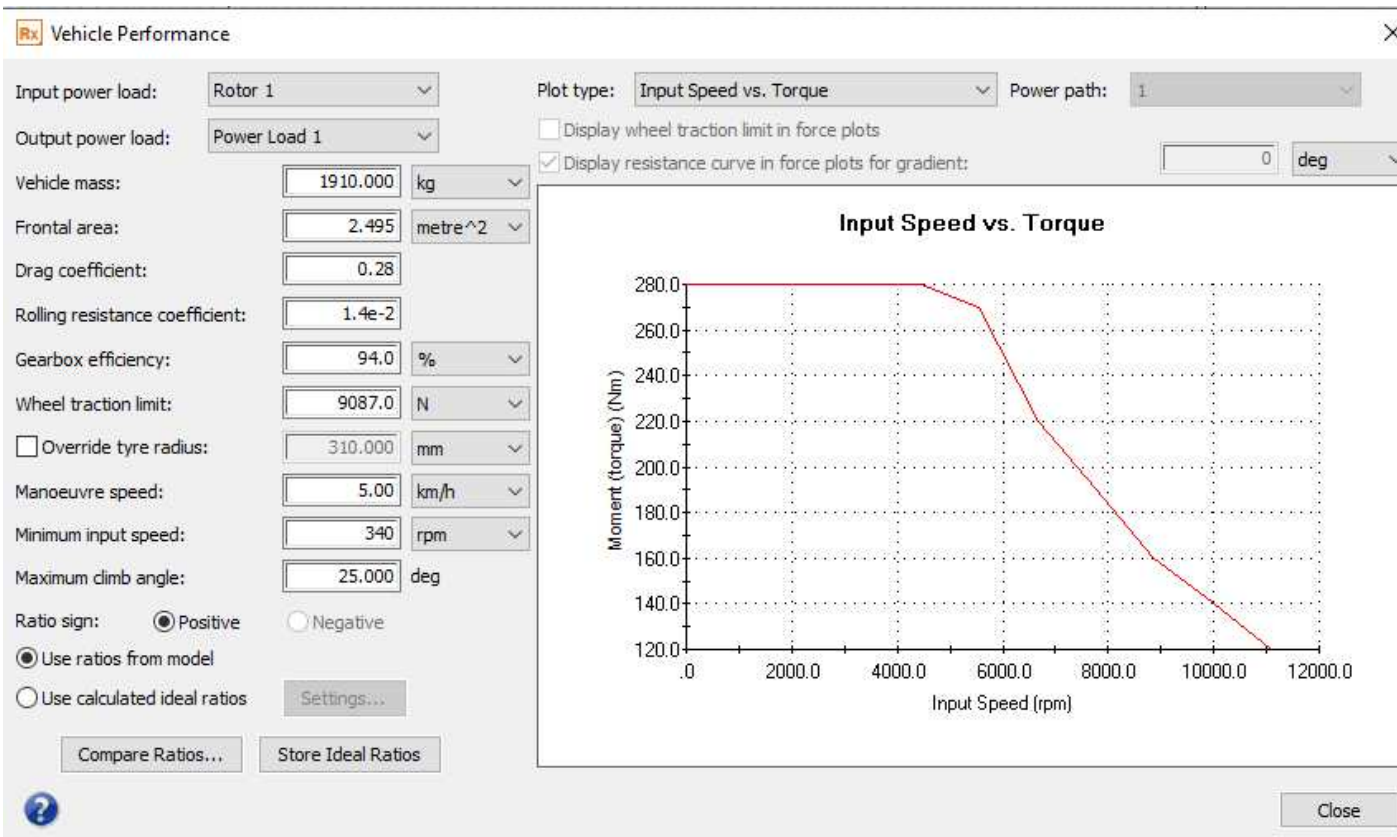 Rx Vehicle Performance
Input power load: Rotor 1
Output power load: Power Load 1
Vehicle mass: 1910.000 kg
Frontal area: 2.495 metre^2
Drag coefficient: 0.28
Rolling resistance coefficient: 1.4e-2
Gearbox efficiency: 94.0 %
Wheel traction limit: 9087.0 N
Override tyre radius: 310.000 mm
Manoeuvre speed: 5.00 km/h
Minimum input speed: 340 rpm
Maximum climb angle: 25.000 deg
Ratio sign: Positive Negative
Use ratios from model
Use calculated ideal ratios Settings...
Compare Ratios... Store Ideal Ratios
Plot type: Input Speed vs. Torque Power path: 1
Display wheel traction limit in force plots
Display resistance curve in force plots for gradient: 0 deg
Input Speed vs. Torque
280.0
260.0
240.0
220.0
200.0
180.0
160.0
140.0
120.0
Moment (torque) (Nm)
.0 2000.0 4000.0 6000.0 8000.0 10000.0 12000.0
Input Speed (rpm)
?
Close